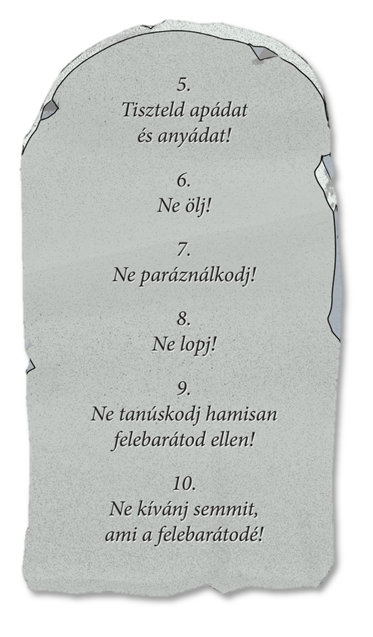 5.
Tiszteld apádat
és anyádat!
6.
Ne ölj!
7.
Ne paráználkodj!
8.
Ne lopj!
9.
Ne tanúskodj hamisan
felebarátod ellen!
10.
Ne kívánj semmit,
ami a felebarátodé!